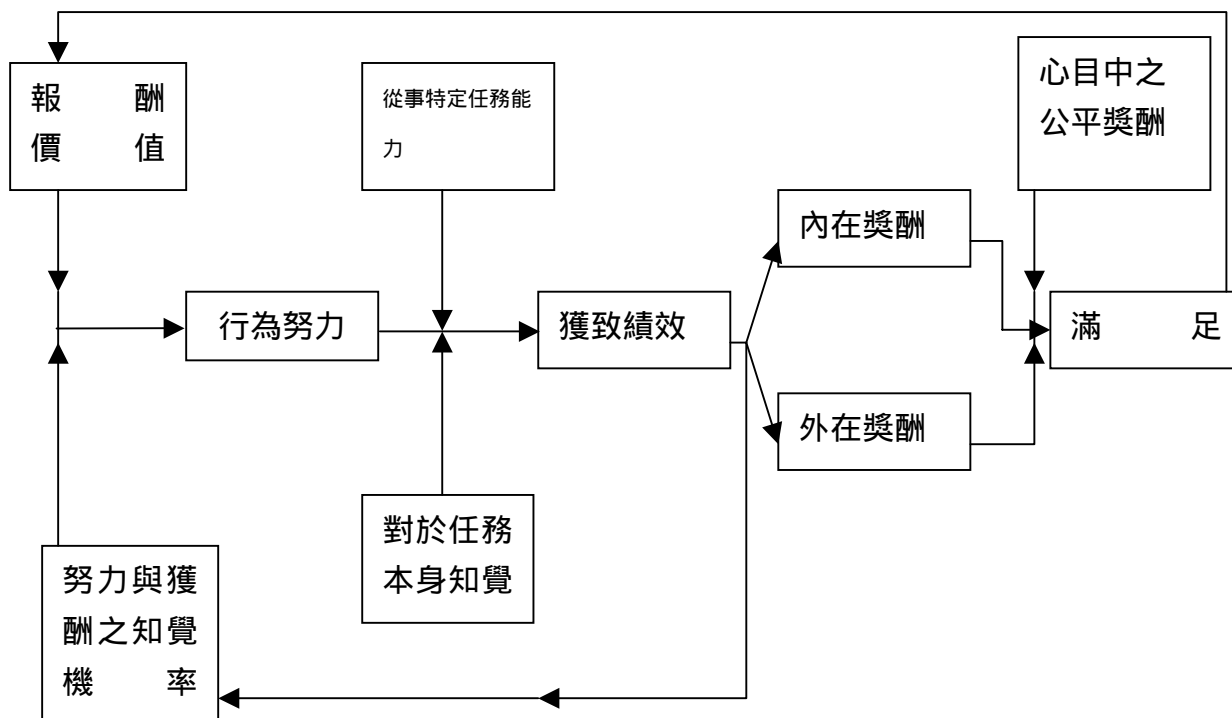 報酬
價值
從事特定任務能
力
心目中之
公平獎酬
內在獎酬
行為努力
獲致績效
滿足
外在獎酬
對於任務
本身知覺
努力與獲
酬之知覺
機率